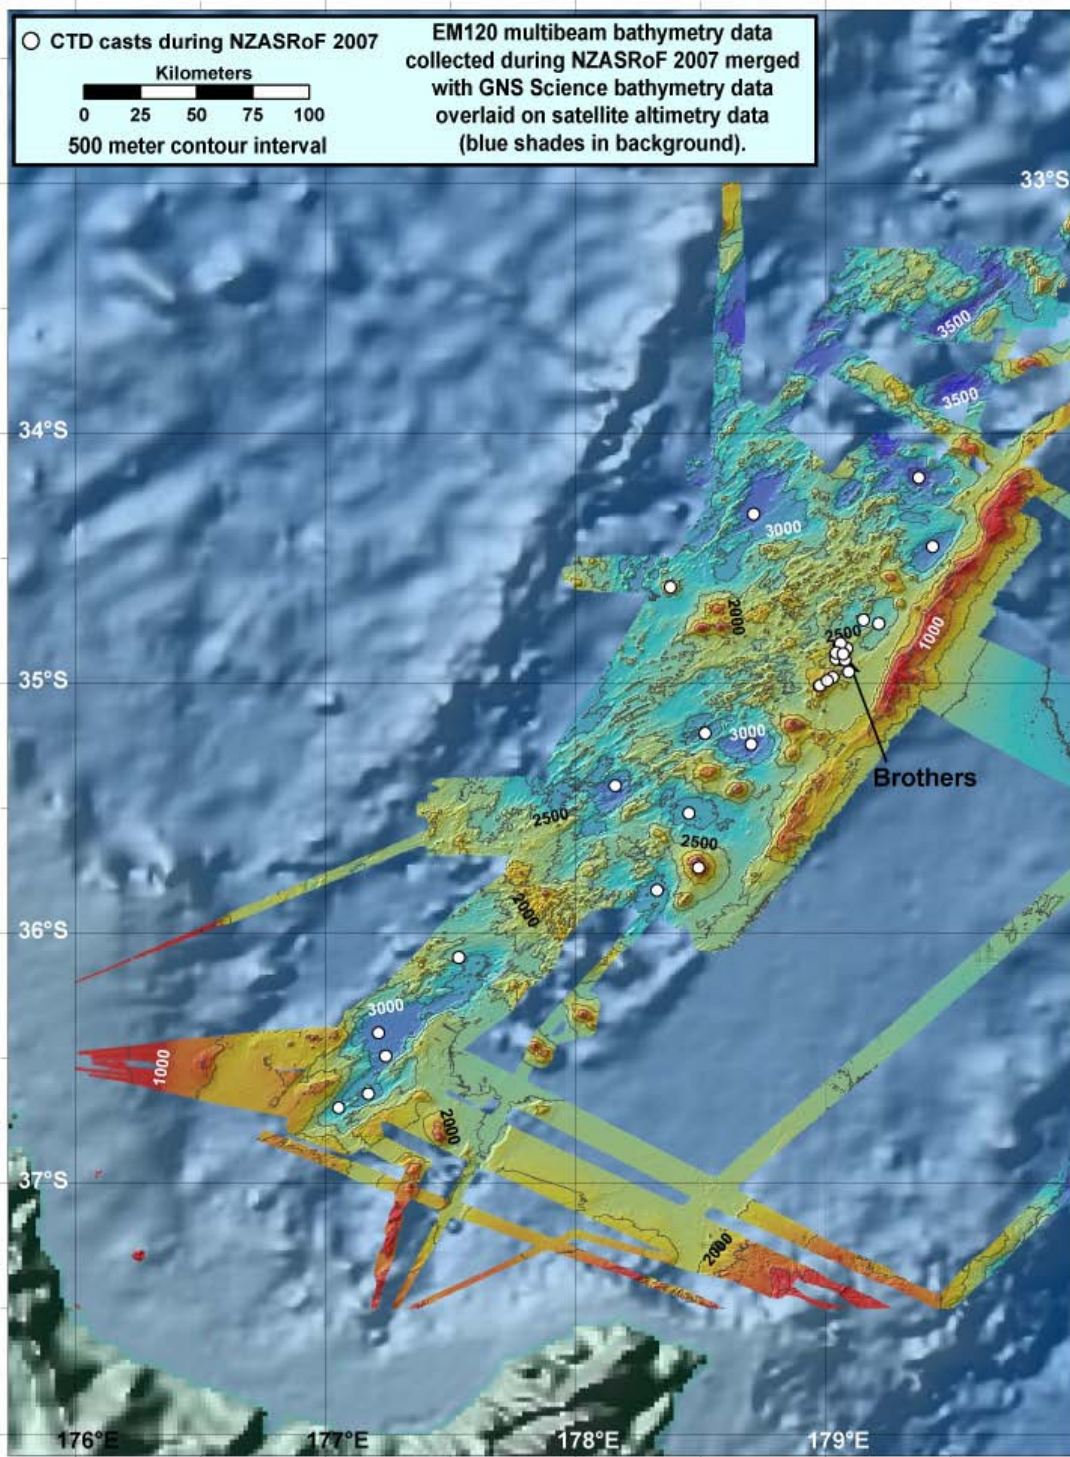 CTD casts during NZASRoF 2007
Kilometers
0 25 50 75 100
500 meter contour interval
EM120 multibeam bathymetry data
collected during NZASRoF 2007 merged
with GNS Science bathymetry data
overlaid on satellite altimetry data
(blue shades in background).
33°S
3500
3500
34°S
3000
2000
2500
1000
35°S
3000
Brothers
2500
2500
2000
36°S
3000
1000
2000
37°S
2000
176°E
177°E
178°E
179°E